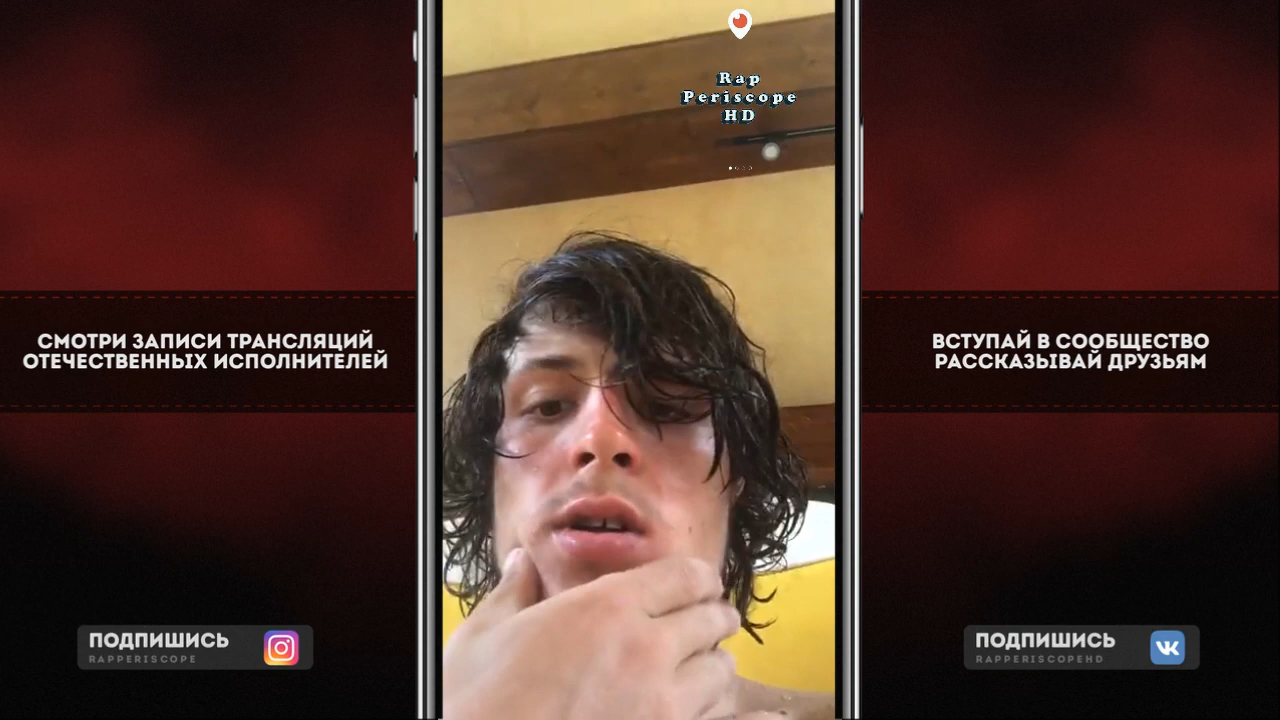 Rap
Periscope
HD
СМОТРИ ЗАПИСИ ТРАНСЛЯЦИЙ
ОТЕЧЕСТВЕННЫХ ИСПОЛНИТЕЛЕЙ
ВСТУПАЙ В СООБЩЕСТВО
РАССКАЗЫВАЙ ДРУЗЬЯМ
ПОДПИШИСЬ
RAPPERISCOPE
ПОДПИШИСЬ
RAPPERISCOPEHD